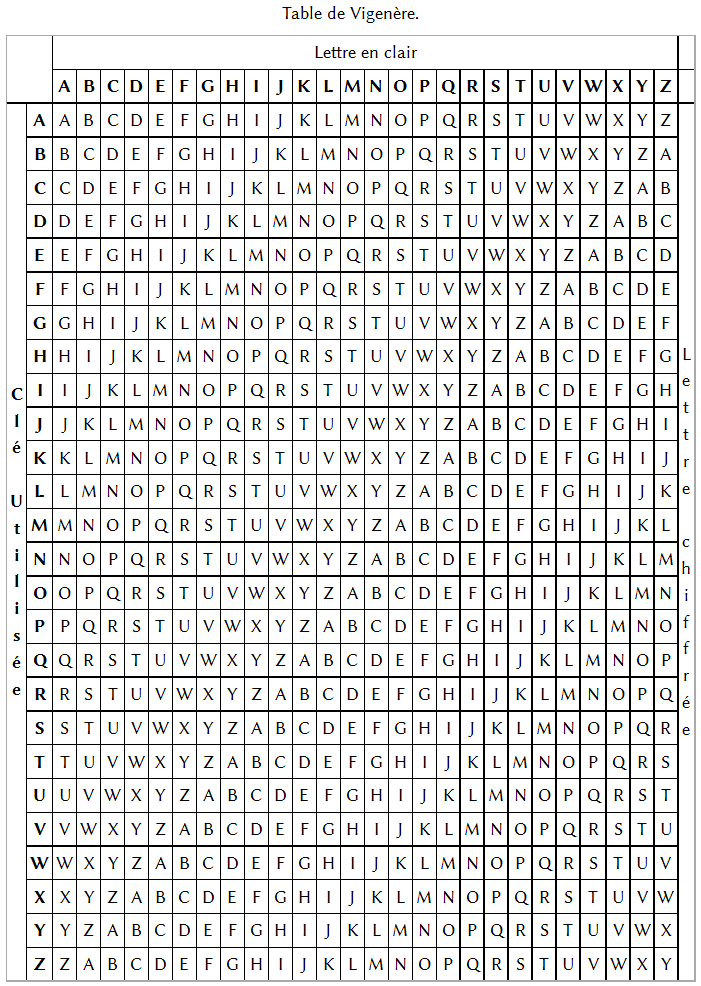 Table de Vigenère.
Lettre en clair
A B C D E F G H I J K L M N O P Q R S T U V W X Y Z
A A B C D E F G H I J K L M N O P Q R S T U V W X Y Z
B B C D E F G H I J K L M N O P Q R S T U V W X Y Z A
C C D E F G H I J K L M N O P Q R S T U V W X Y Z A B
D D E F G H I J K L M N O P Q R S T U V W X Y Z A B C
E E F G H I J K L M N O P Q R S T U V W X Y Z A B C D
F F G H I J K L M N O P Q R S T U V W X Y Z A B C D E
G G H I J K L M N O P Q R S T U V W X Y Z A B C D E F
H H I J K L M N O P Q R S T U V W X Y Z A B C D E F G
I I J K L M N O P Q R S T U V W X Y Z A B C D E F G H
J J K L M N O P Q R S T U V W X Y Z A B C D E F G H I
K K L M N O P Q R S T U V W X Y Z A B C D E F G H I J
L L M N O P Q R S T U V W X Y Z A B C D E F G H I J K
M M N O P Q R S T U V W X Y Z A B C D E F G H I J K L
N N O P Q R S T U V W X Y Z A B C D E F G H I J K L M
O O P Q R S T U V W X Y Z A B C D E F G H I J K L M N
P P Q R S T U V W X Y Z A B C D E F G H I J K L M N O
Q Q R S T U V W X Y Z A B C D E F G H I J K L M N O P
R R S T U V W X Y Z A B C D E F G H I J K L M N O P Q
S S T U V W X Y Z A B C D E F G H I J K L M N O P Q R
T T U V W X Y Z A B C D E F G H I J K L M N O P Q R S
U U V W X Y Z A B C D E F G H I J K L M N O P Q R S T
V V W X Y Z A B C D E F G H I J K L M N O P Q R S T U
W W X Y Z A B C D E F G H I J K L M N O P Q R S T U V
X X Y Z A B C D E F G H I J K L M N O P Q R S T U V W
Y Y Z A B C D E F G H I J K L M N O P Q R S T U V W X
Z Z A B C D E F G H I J K L M N O P Q R S T U V W X Y
Clé Utilisée
Lettre chiffrée